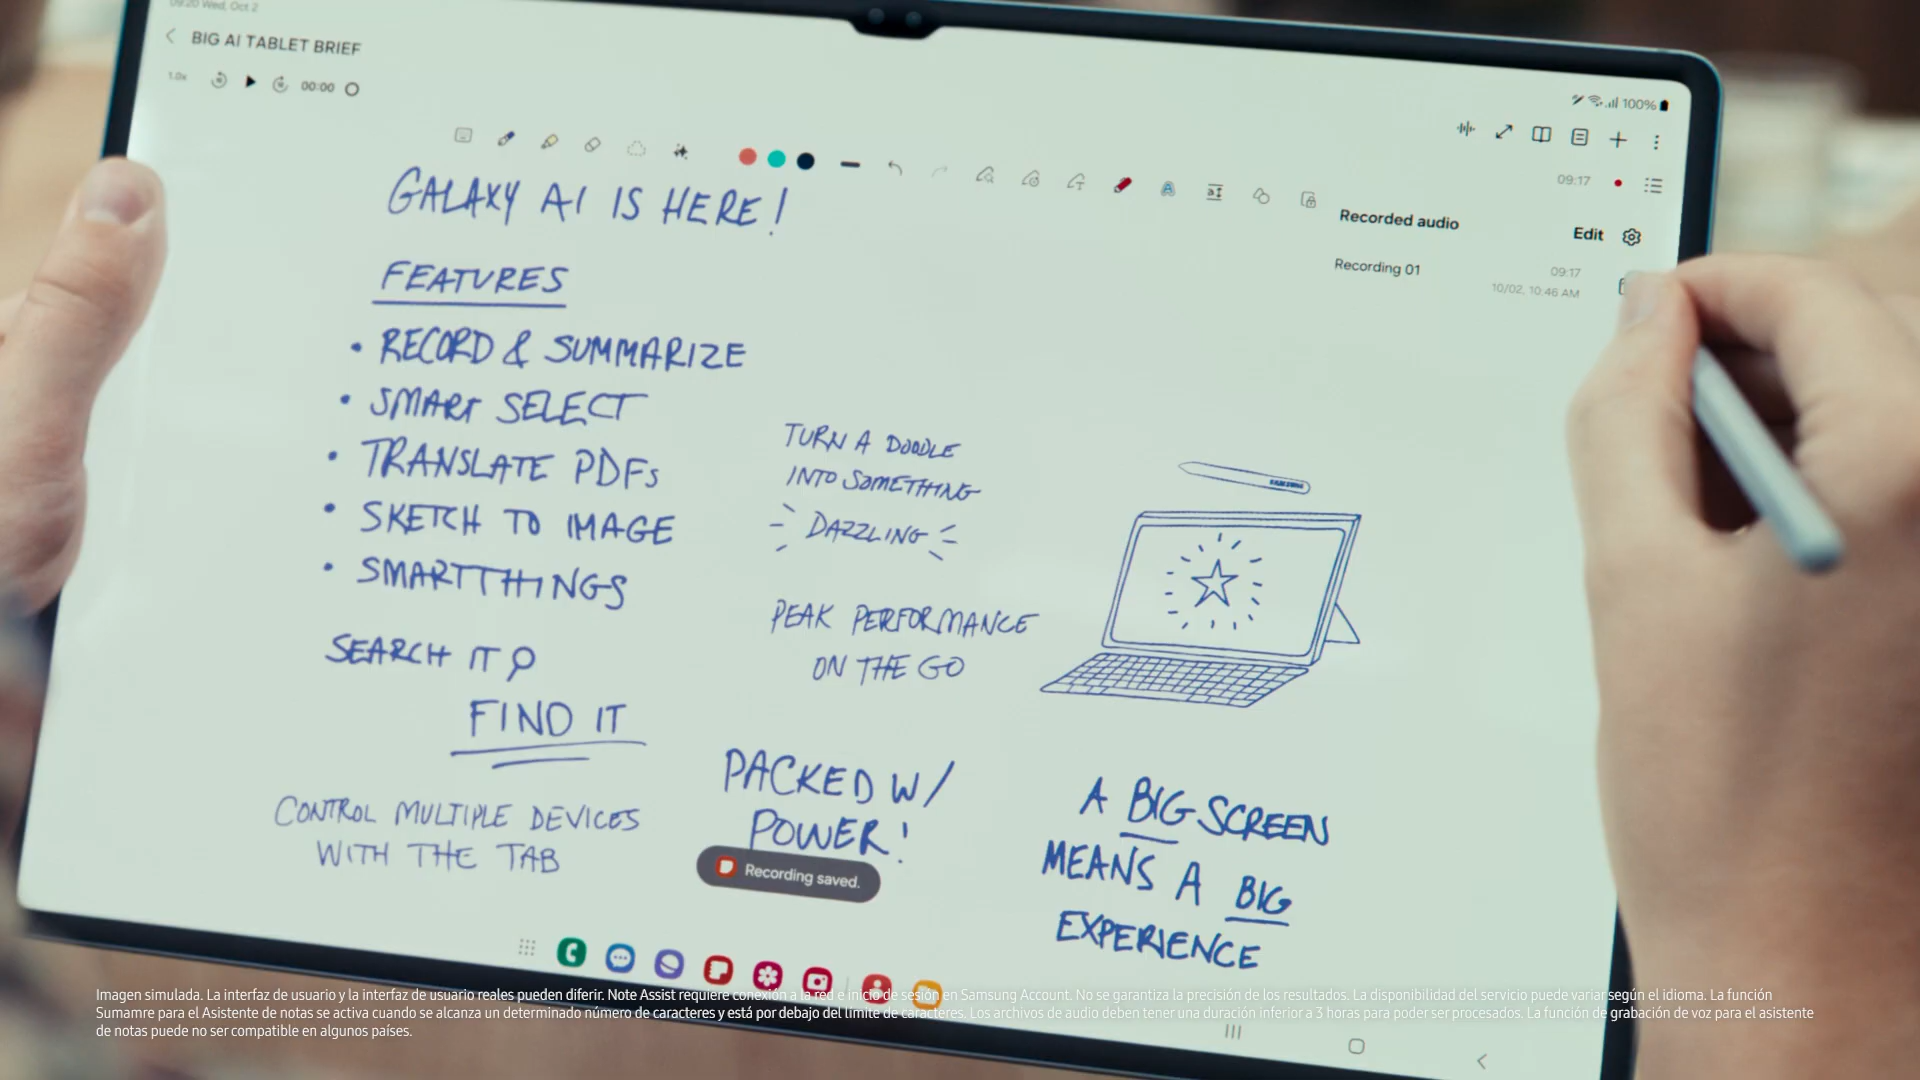 09:20 Wed, Oct 2
BIG AI TABLET BRIEF
100%
1.0x
00:00
09:17
Recorded audio
Edit
Recording 01
09:17
10/02, 10:46 AM
GALAXY AI IS HERE!
FEATURES
• RECORD & SUMMARIZE
• SMART SELECT
• TRANSLATE PDFs
• SKETCH TO IMAGE
• SMARTTHINGS
SEARCH IT
FIND IT
CONTROL MULTIPLE DEVICES
WITH THE TAB
TURN A DOODLE
INTO SOMETHING
DAZZLING
PEAK PERFORMANCE
ON THE GO
SAMSUNG
PACKED W/
POWER!
A BIG SCREEN
MEANS A BIG
EXPERIENCE
Recording saved.
Imagen simulada. La interfaz de usuario y la interfaz de usuario reales pueden diferir. Note Assist requiere conexión a la red e inicio de sesión en Samsung Account. No se garantiza la precisión de los resultados. La disponibilidad del servicio puede variar según el idioma. La función
Sumamre para el Asistente de notas se activa cuando se alcanza un determinado número de caracteres y está por debajo del límite de caracteres. Los archivos de audio deben tener una duración inferior a 3 horas para poder ser procesados. La función de grabación de voz para el asistente
de notas puede no ser compatible en algunos países.